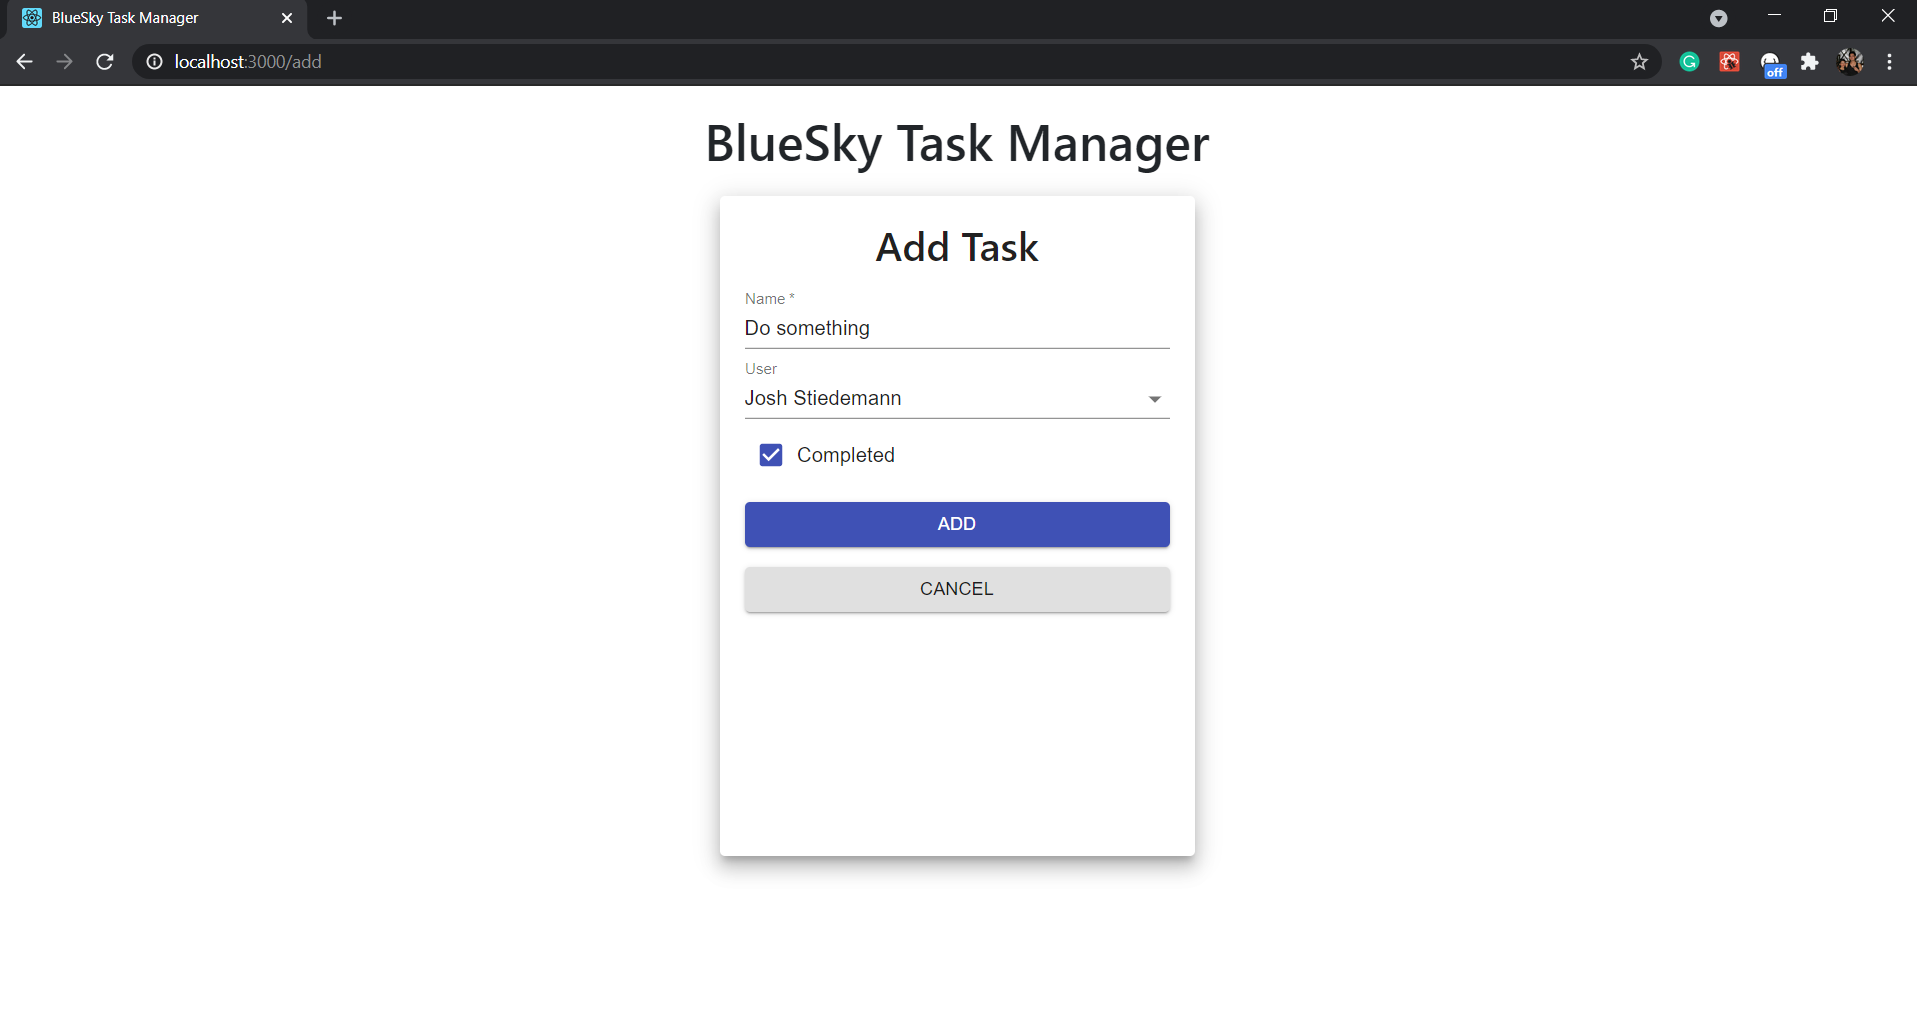 BlueSky Task Manager
localhost:3000/add
off
BlueSky Task Manager
Add Task
Name *
Do something
User
Josh Stiedemann
Completed
ADD
CANCEL